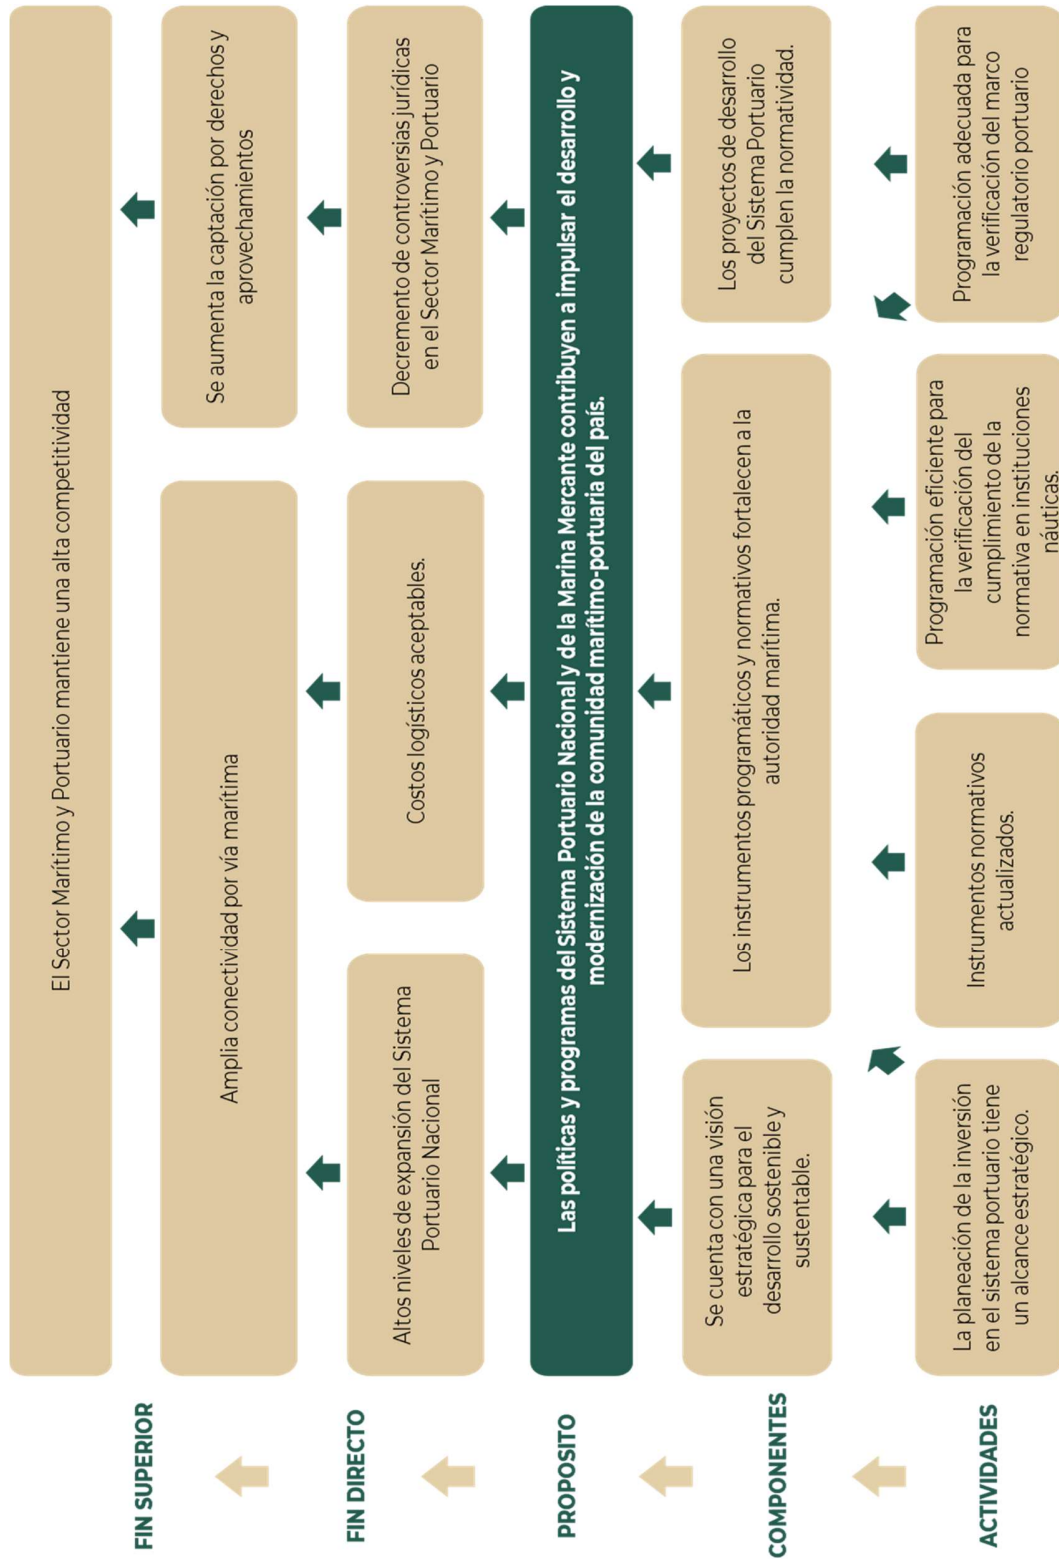 El Sector Marítimo y Portuario mantiene una alta competitividad
FIN SUPERIOR
Amplia conectividad por vía marítima
Se aumenta la captación por derechos y
aprovechamientos
FIN DIRECTO
Altos niveles de expansión del Sistema
Portuario Nacional
Costos logísticos aceptables.
Decremento de controversias jurídicas
en el Sector Marítimo y Portuario
PROPOSITO
Las políticas y programas del Sistema Portuario Nacional y de la Marina Mercante contribuyen a impulsar el desarrollo y
modernización de la comunidad marítimo-portuaria del país.
COMPONENTES
Se cuenta con una visión
estratégica para el
desarrollo sostenible y
sustentable.
Los instrumentos programáticos y normativos fortalecen a la
autoridad marítima.
Los proyectos de desarrollo
del Sistema Portuario
cumplen la normatividad.
ACTIVIDADES
La planeación de la inversión
en el sistema portuario tiene
un alcance estratégico.
Instrumentos normativos
actualizados.
Programación eficiente para
la verificación del
cumplimiento de la
normativa en instituciones
náuticas.
Programación adecuada para
la verificación del marco
regulatorio portuario